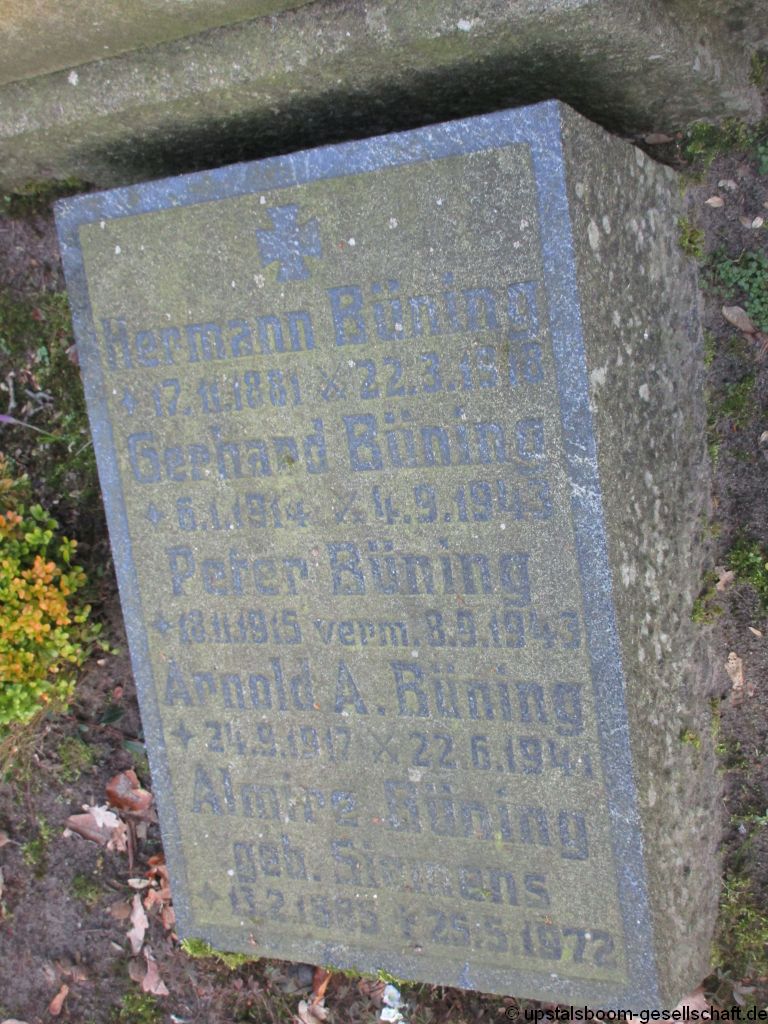 Hermann Büning
* 17.11.1881 ⚔ 22.3.1918
Gerhard Büning
* 6.1.1914 ⚔ 4.9.1943
Peter Büning
* 18.11.1915 verm. 8.9.1943
Arnold A. Büning
* 24.9.1917 ⚔ 22.6.1941
Almire Büning
geb. Siemens
* 13.2.1885 † 25.5.1972
© upstalsboom-gesellschaft.de